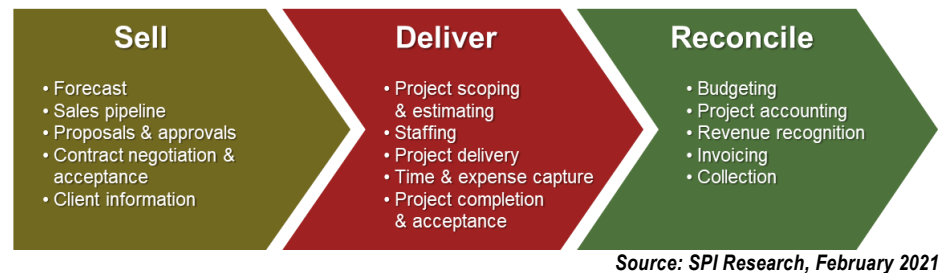 Sell
• Forecast
• Sales pipeline
• Proposals & approvals
• Contract negotiation &
acceptance
• Client information
Deliver
• Project scoping
& estimating
• Staffing
• Project delivery
• Time & expense capture
• Project completion
& acceptance
Reconcile
• Budgeting
• Project accounting
• Revenue recognition
• Invoicing
• Collection
Source: SPI Research, February 2021